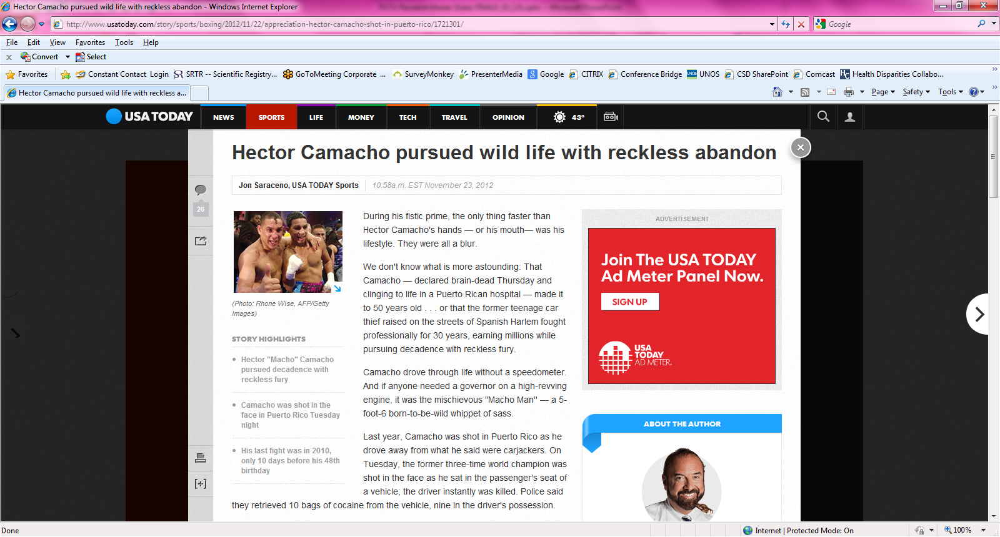 Hector Camacho pursued wild life with reckless abandon - Windows Internet Explorer
http://www.usatoday.com/story/sports/boxing/2012/11/22/appreciation-hector-camacho-shot-in-puerto-rico/1721301/
Google
File Edit View Favorites Tools Help
x Convert Select
Favorites Constant Contact Login SRTR -- Scientific Registry... GoToMeeting Corporate ... SurveyMonkey PresenterMedia Google CITRIX Conference Bridge UNOS CSD SharePoint Comcast Health Disparities Collabo...
Hector Camacho pursued wild life with reckless a...
Page Safety Tools
USA TODAY NEWS SPORTS LIFE MONEY TECH TRAVEL OPINION 43°
Hector Camacho pursued wild life with reckless abandon
Jon Saraceno, USA TODAY Sports 10:58a.m. EST November 23, 2012
26
(Photo: Rhone Wise, AFP/Getty
Images)
STORY HIGHLIGHTS
Hector "Macho" Camacho
pursued decadence with
reckless fury
Camacho was shot in the
face in Puerto Rico Tuesday
night
His last fight was in 2010,
only 10 days before his 48th
birthday
During his fistic prime, the only thing faster than
Hector Camacho's hands — or his mouth— was his
lifestyle. They were all a blur.
We don't know what is more astounding: That
Camacho — declared brain-dead Thursday and
clinging to life in a Puerto Rican hospital — made it
to 50 years old . . . or that the former teenage car
thief raised on the streets of Spanish Harlem fought
professionally for 30 years, earning millions while
pursuing decadence with reckless fury.
Camacho drove through life without a speedometer.
And if anyone needed a governor on a high-revving
engine, it was the mischievous "Macho Man" — a 5-
foot-6 born-to-be-wild whippet of sass.
Last year, Camacho was shot in Puerto Rico as he
drove away from what he said were carjackers. On
Tuesday, the former three-time world champion was
shot in the face as he sat in the passenger's seat of
a vehicle; the driver instantly was killed. Police said
they retrieved 10 bags of cocaine from the vehicle, nine in the driver's possession.
ADVERTISEMENT
Join The USA TODAY
Ad Meter Panel Now.
SIGN UP
USA
TODAY
AD METER.
ABOUT THE AUTHOR
Done
Internet | Protected Mode: On
100%